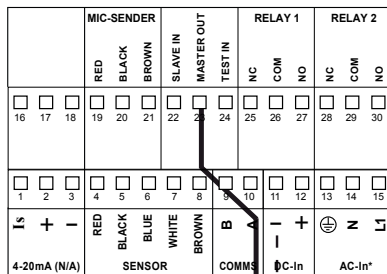 MIC-SENDER RELAY 1 RELAY 2
RED BLACK BROWN SLAVE IN MASTER OUT TEST IN NC COM NO NC COM NO
16 17 18 19 20 21 22 23 24 25 26 27 28 29 30
1 2 3 4 5 6 7 8 9 10 11 12 13 14 15
Is + − RED BLACK BLUE WHITE BROWN B A − + N L1
4-20mA (N/A) SENSOR COMMS DC-In AC-In*